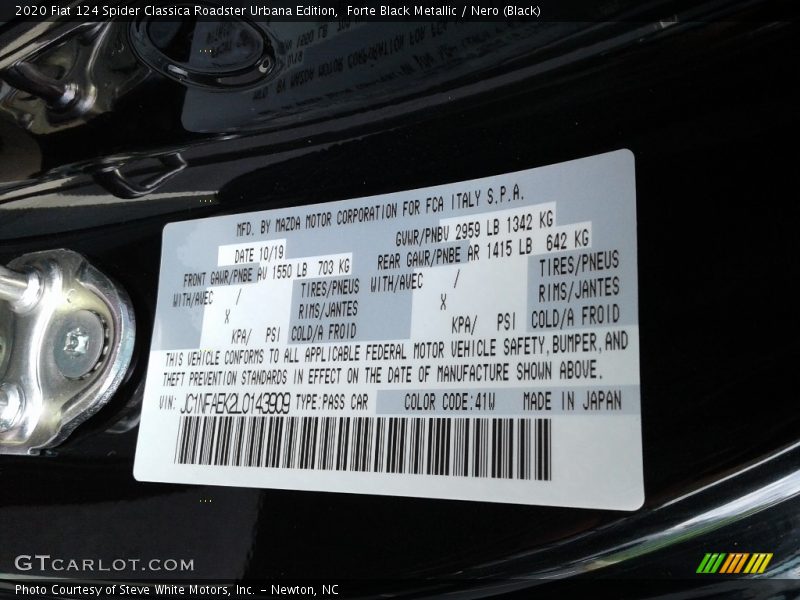 2020 Fiat 124 Spider Classica Roadster Urbana Edition, Forte Black Metallic / Nero (Black)
MFD. BY MAZDA MOTOR CORPORATION FOR FCA ITALY S.P.A.
DATE 10/19 GVWR/PNBV 2959 LB 1342 KG
FRONT GAWR/PNBE AV 1550 LB 703 KG REAR GAWR/PNBE AR 1415 LB 642 KG
WITH/AVEC / TIRES/PNEUS WITH/AVEC / TIRES/PNEUS
X RIMS/JANTES X RIMS/JANTES
KPA/ PSI COLD/A FROID KPA/ PSI COLD/A FROID
THIS VEHICLE CONFORMS TO ALL APPLICABLE FEDERAL MOTOR VEHICLE SAFETY, BUMPER, AND
THEFT PREVENTION STANDARDS IN EFFECT ON THE DATE OF MANUFACTURE SHOWN ABOVE.
VIN: JC1NFAEK2L0143909 TYPE:PASS CAR COLOR CODE:41W MADE IN JAPAN
GTCARLOT.COM
Photo Courtesy of Steve White Motors, Inc. – Newton, NC